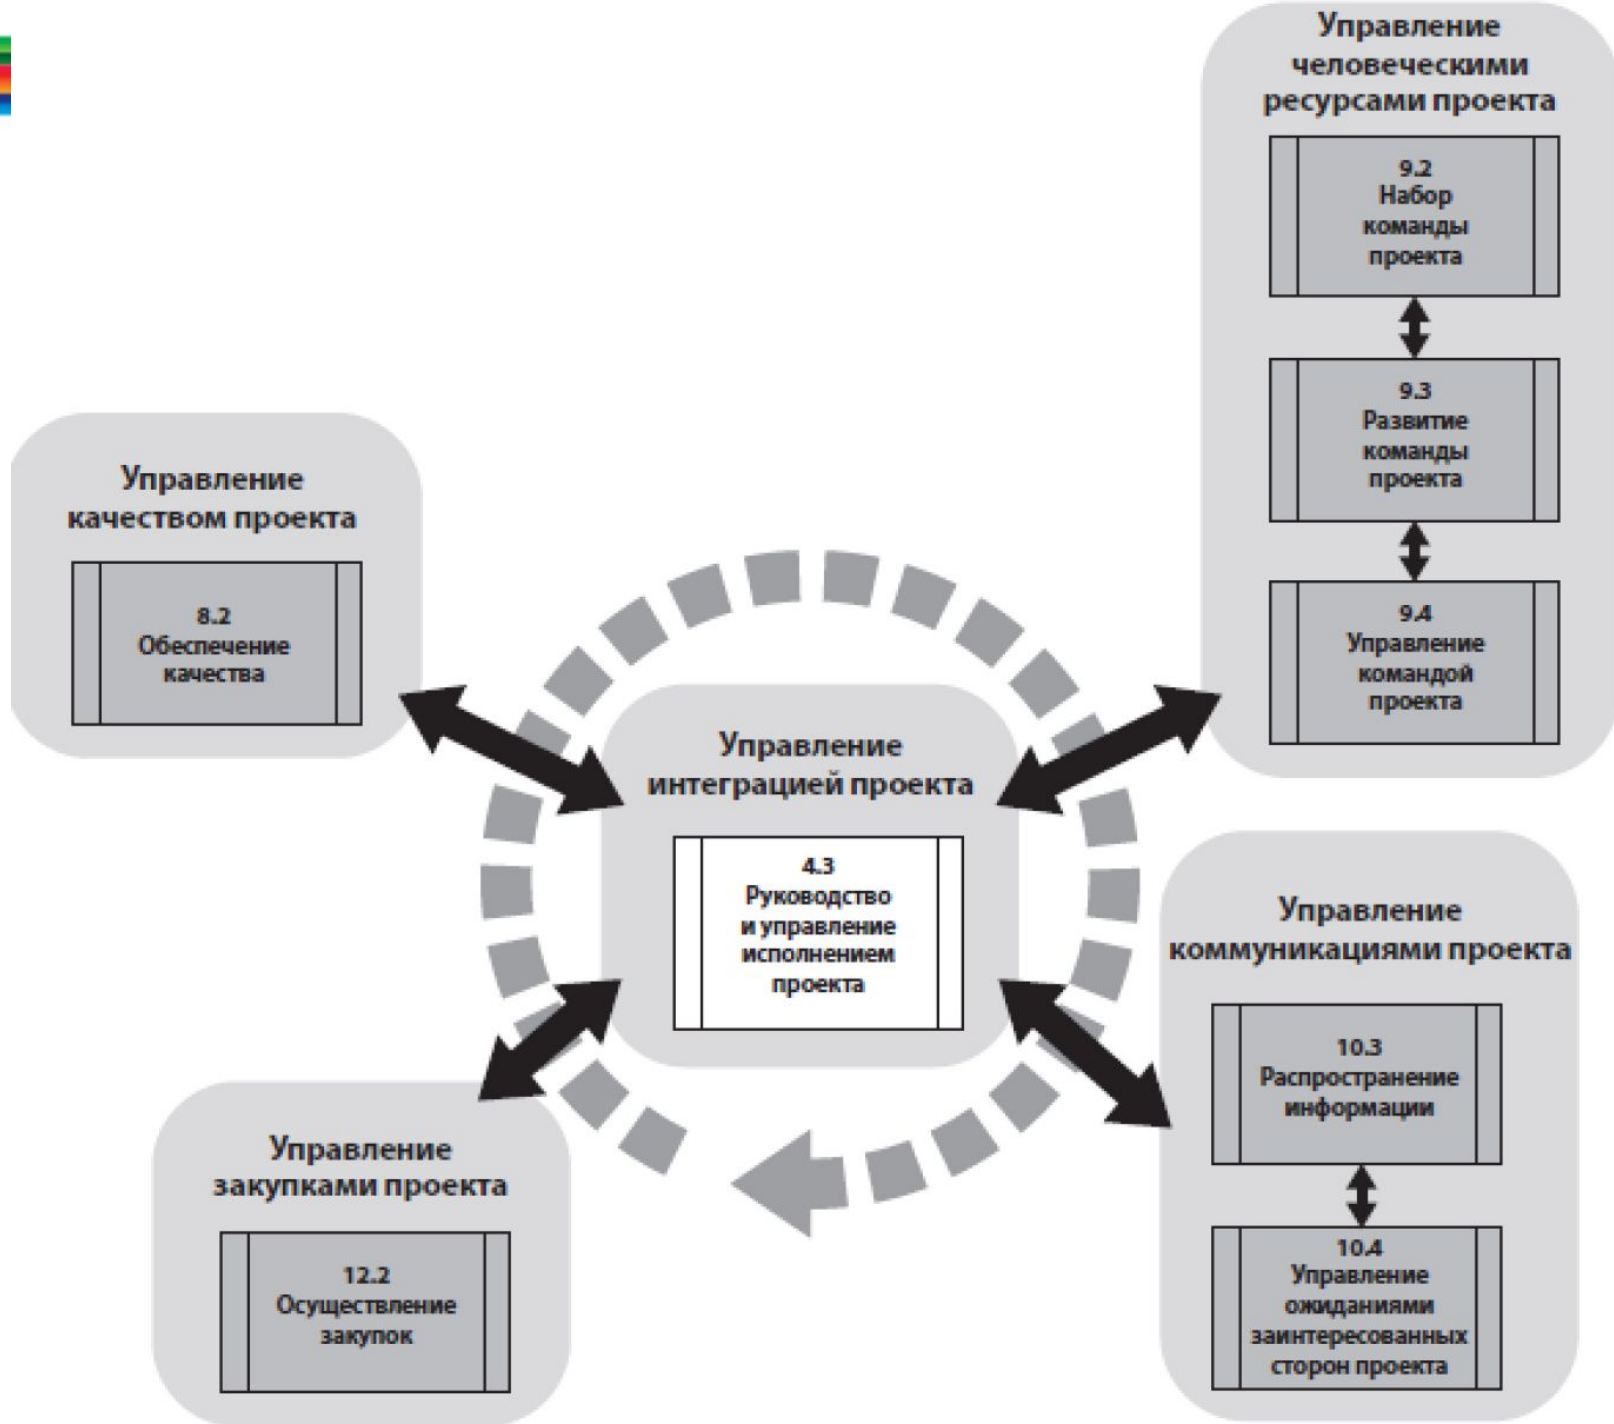 Управление
человеческими
ресурсами проекта
9.2
Набор
команды
проекта
9.3
Развитие
команды
проекта
9.4
Управление
командой
проекта
Управление
качеством проекта
8.2
Обеспечение
качества
Управление
интеграцией проекта
4.3
Руководство
и управление
исполнением
проекта
Управление
коммуникациями проекта
10.3
Распространение
информации
10.4
Управление
ожиданиями
заинтересованных
сторон проекта
Управление
закупками проекта
12.2
Осуществление
закупок